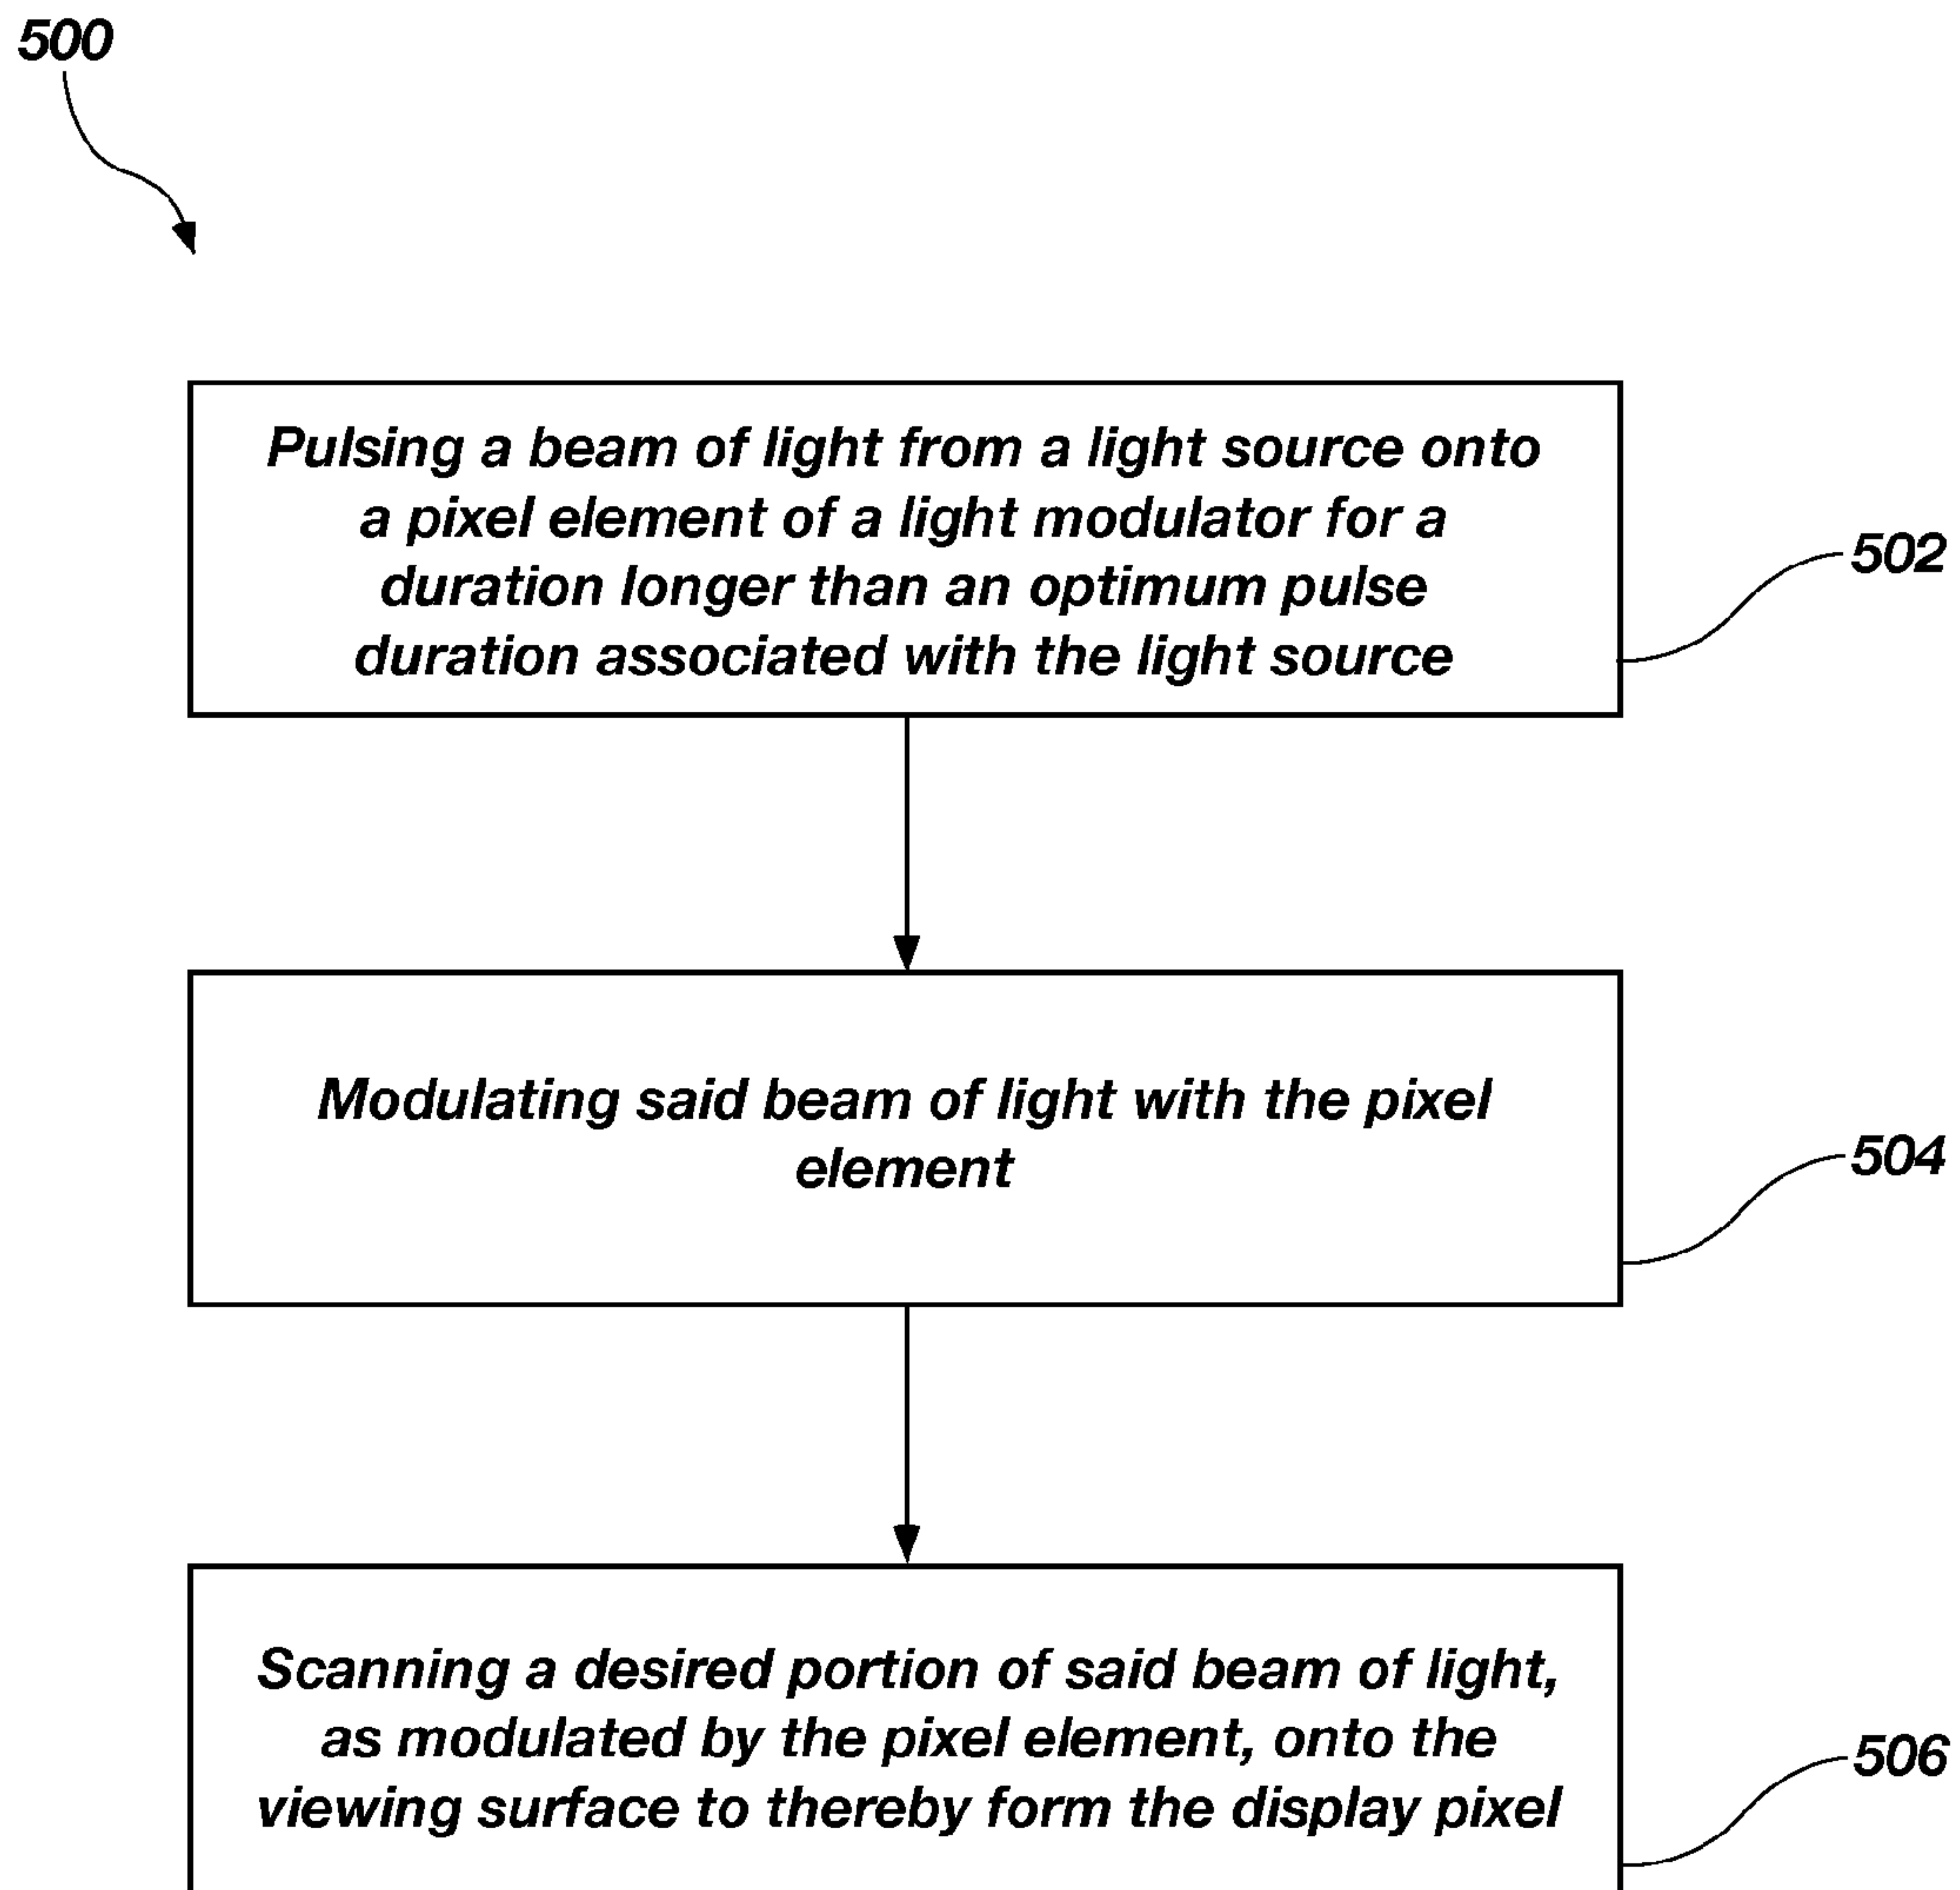 500
Pulsing a beam of light from a light source onto
a pixel element of a light modulator for a
duration longer than an optimum pulse
duration associated with the light source
502
Modulating said beam of light with the pixel
element
504
Scanning a desired portion of said beam of light,
as modulated by the pixel element, onto the
viewing surface to thereby form the display pixel
506